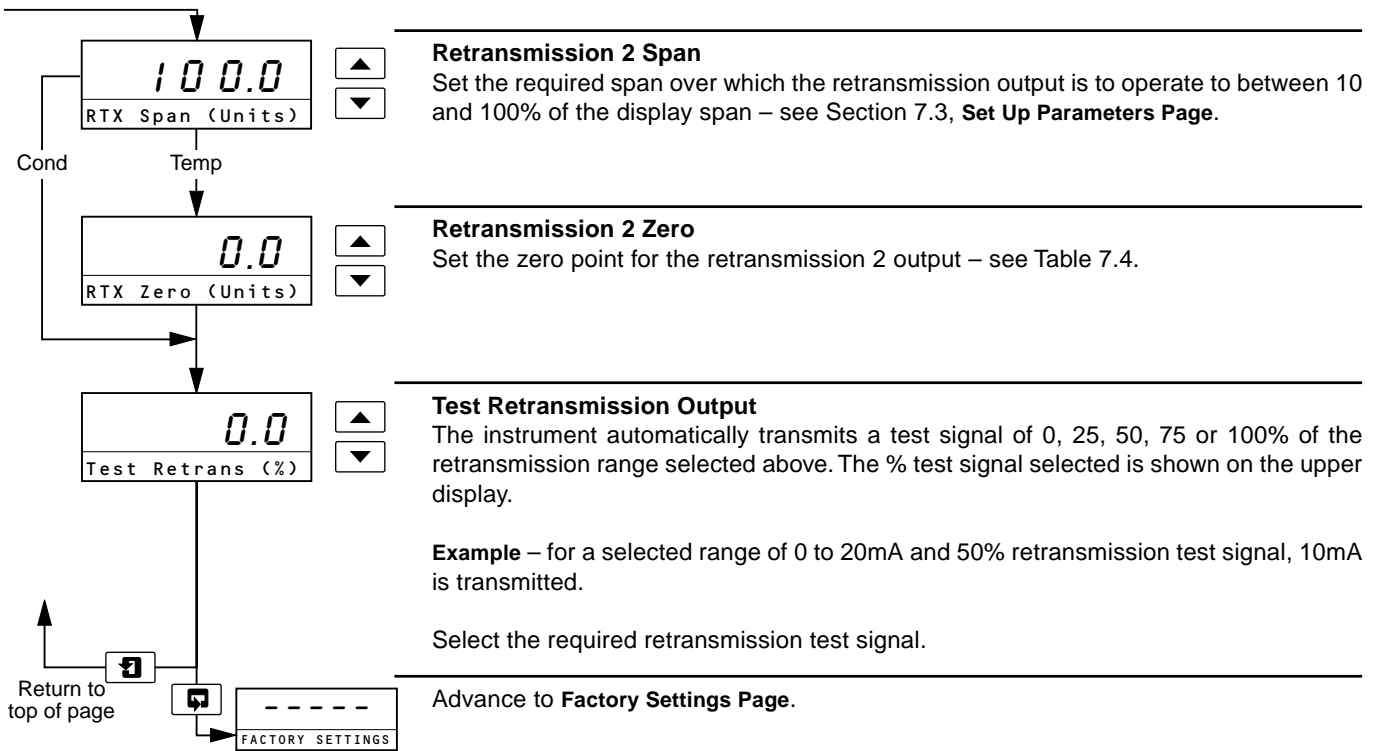 100.0
RTX Span (Units)
Retransmission 2 Span
Set the required span over which the retransmission output is to operate to between 10
and 100% of the display span – see Section 7.3, Set Up Parameters Page.
Cond
Temp
0.0
RTX Zero (Units)
Retransmission 2 Zero
Set the zero point for the retransmission 2 output – see Table 7.4.
0.0
Test Retrans (%)
Test Retransmission Output
The instrument automatically transmits a test signal of 0, 25, 50, 75 or 100% of the
retransmission range selected above. The % test signal selected is shown on the upper
display.
Example – for a selected range of 0 to 20mA and 50% retransmission test signal, 10mA
is transmitted.
Select the required retransmission test signal.
Return to
top of page
-----
FACTORY SETTINGS
Advance to Factory Settings Page.